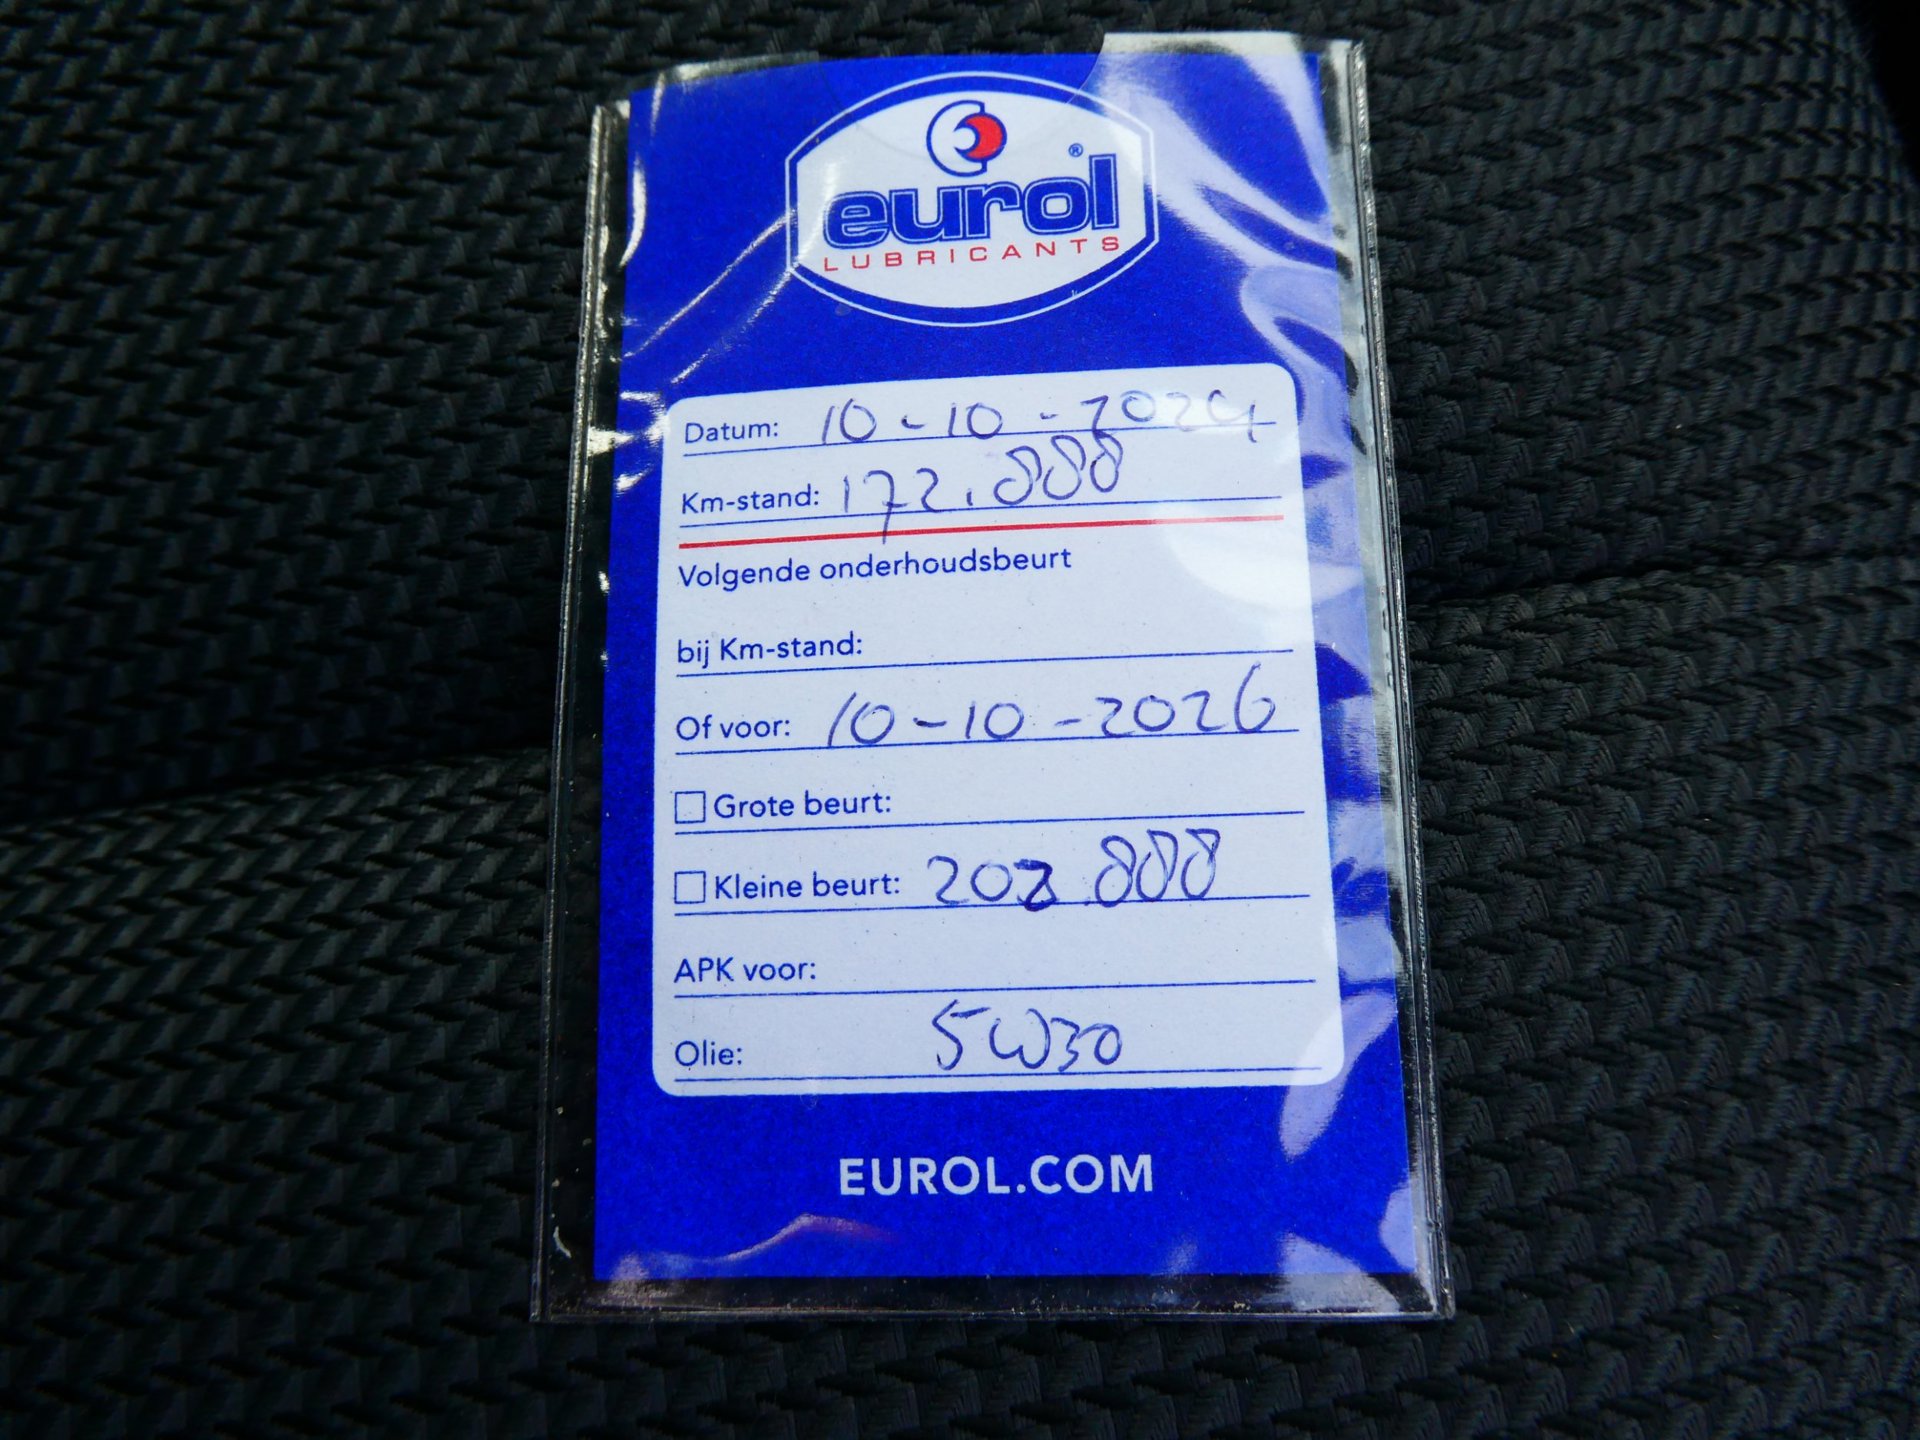 eurol®
LUBRICANTS
Datum: 10-10-2024
Km-stand: 172.888
Volgende onderhoudsbeurt
bij Km-stand:
Of voor: 10-10-2026
Grote beurt:
Kleine beurt: 202.888
APK voor:
Olie: 5W30
EUROL.COM